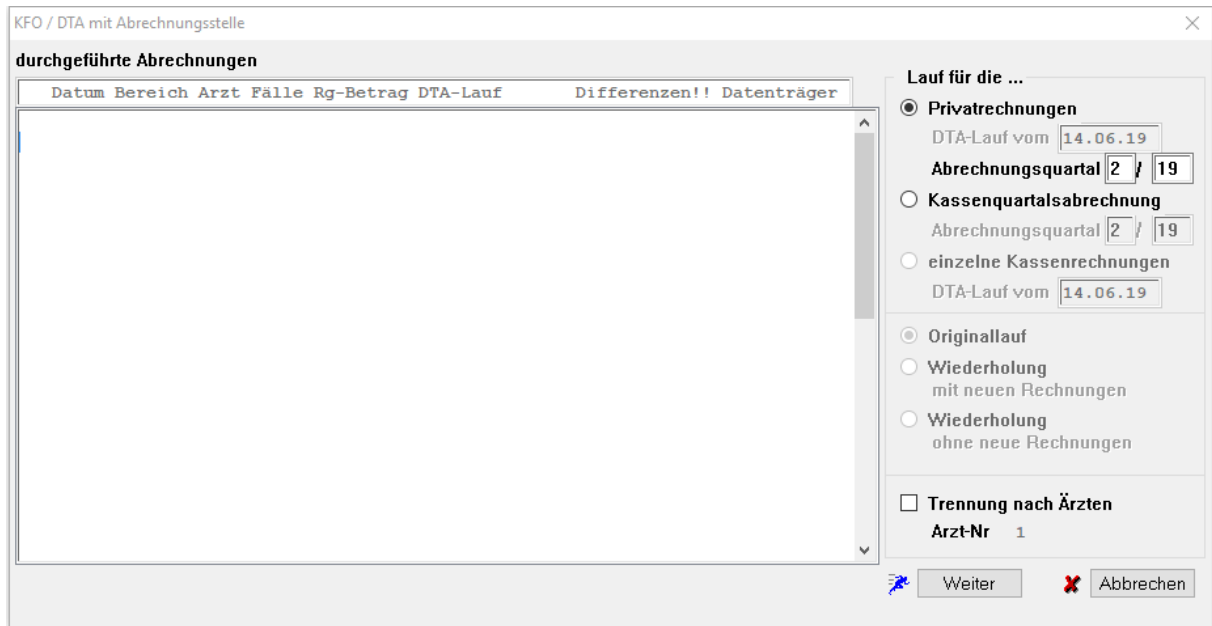 KFO / DTA mit Abrechnungsstelle
durchgeführte Abrechnungen
Datum Bereich Arzt Fälle Rg-Betrag DTA-Lauf Differenzen!! Datenträger
Lauf für die ...
Privatrechnungen
DTA-Lauf vom 14.06.19
Abrechnungsquartal 2 / 19
Kassenquartalsabrechnung
Abrechnungsquartal 2 / 19
einzelne Kassenrechnungen
DTA-Lauf vom 14.06.19
Originallauf
Wiederholung
mit neuen Rechnungen
Wiederholung
ohne neue Rechnungen
Trennung nach Ärzten
Arzt-Nr 1
Weiter Abbrechen